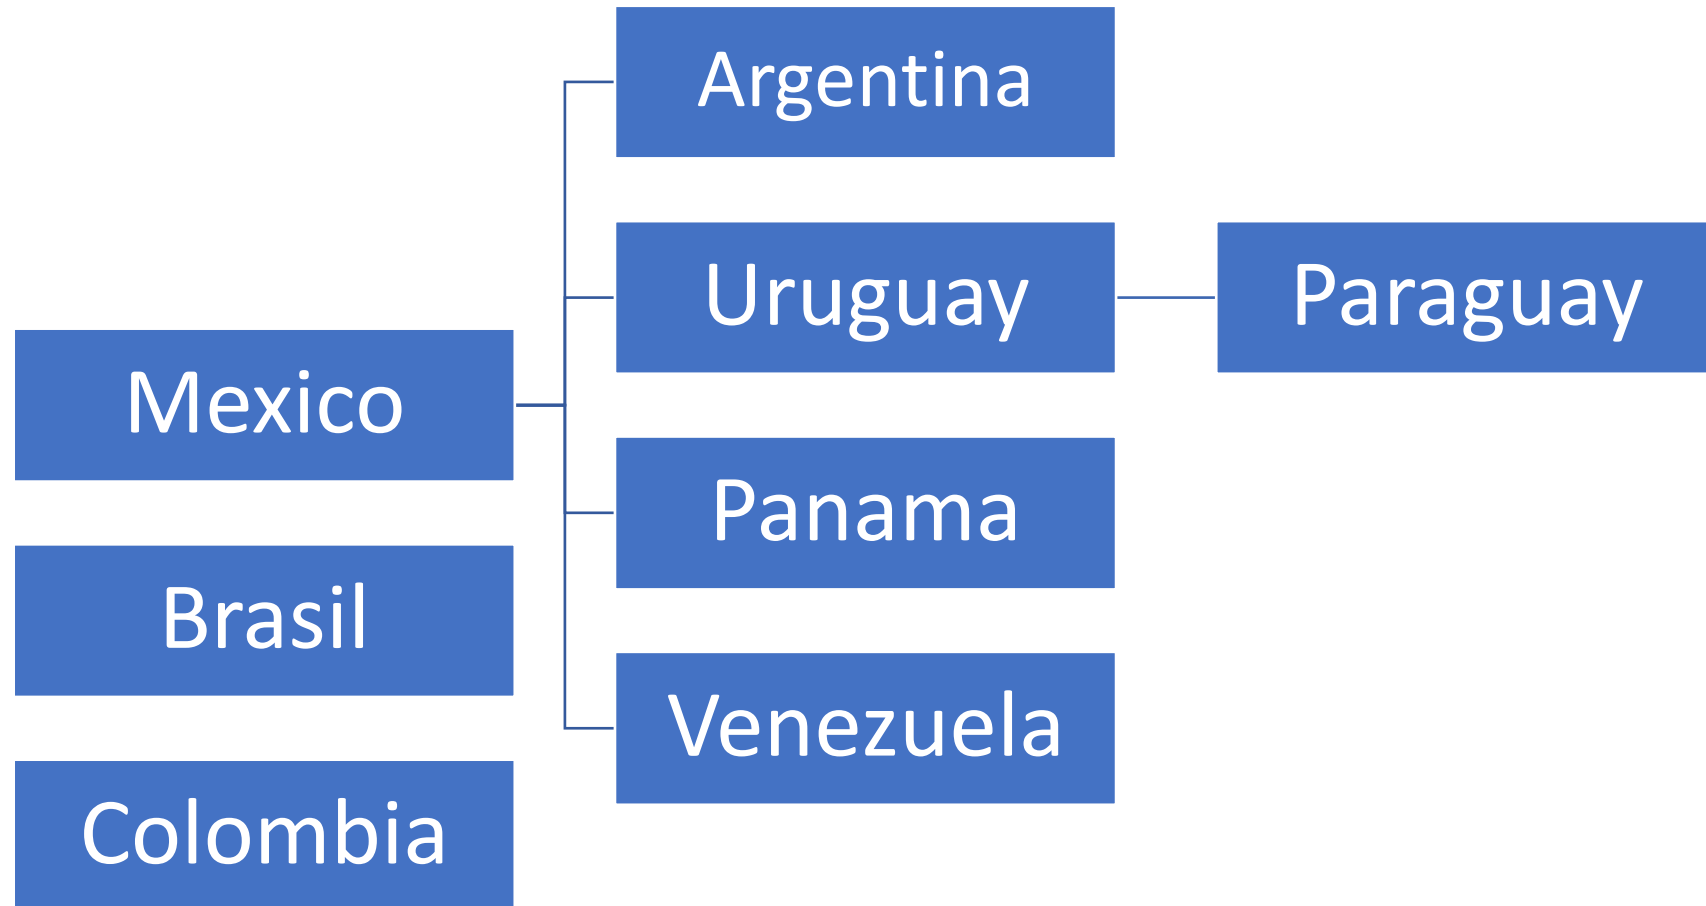 Argentina
Uruguay
Paraguay
Mexico
Panama
Brasil
Venezuela
Colombia